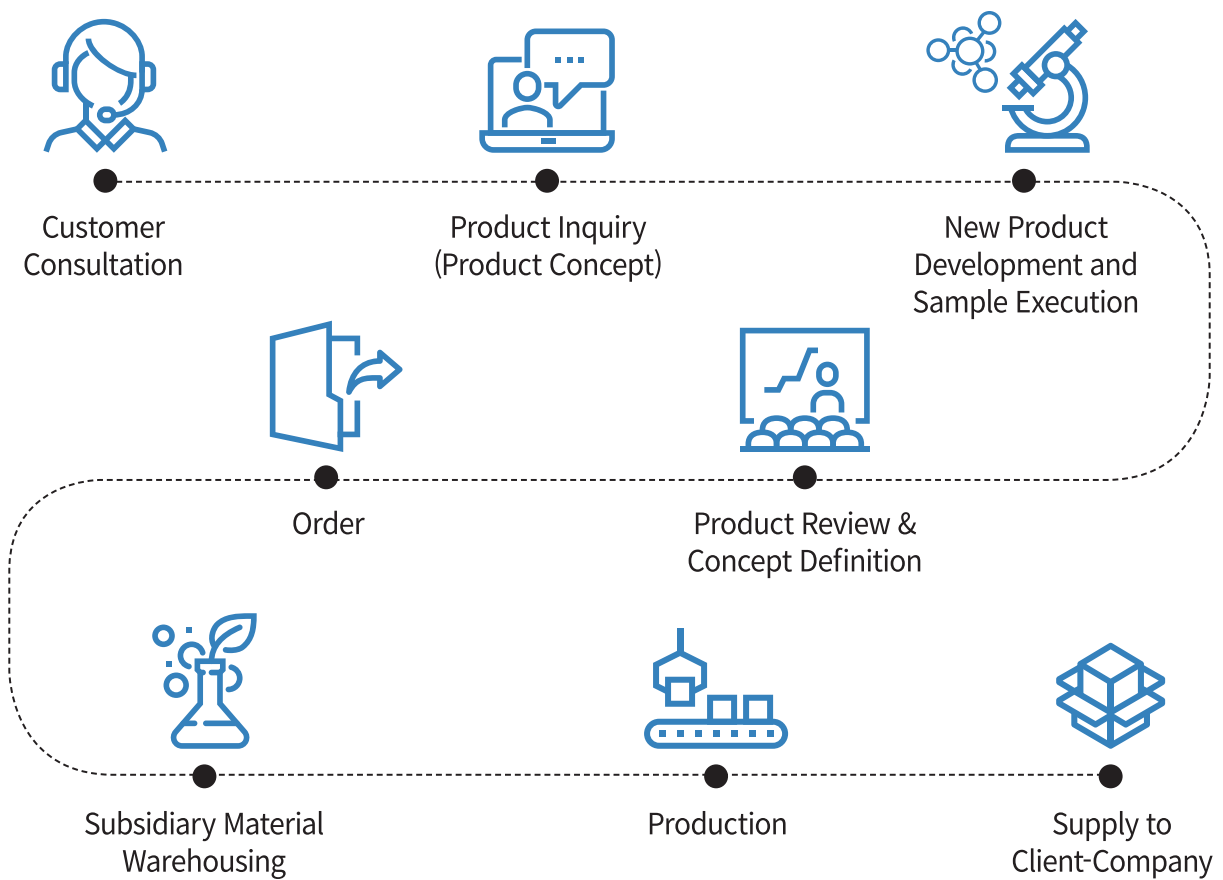 Customer
Consultation
Product Inquiry
(Product Concept)
New Product
Development and
Sample Execution
Product Review &
Concept Definition
Order
Subsidiary Material
Warehousing
Production
Supply to
Client-Company